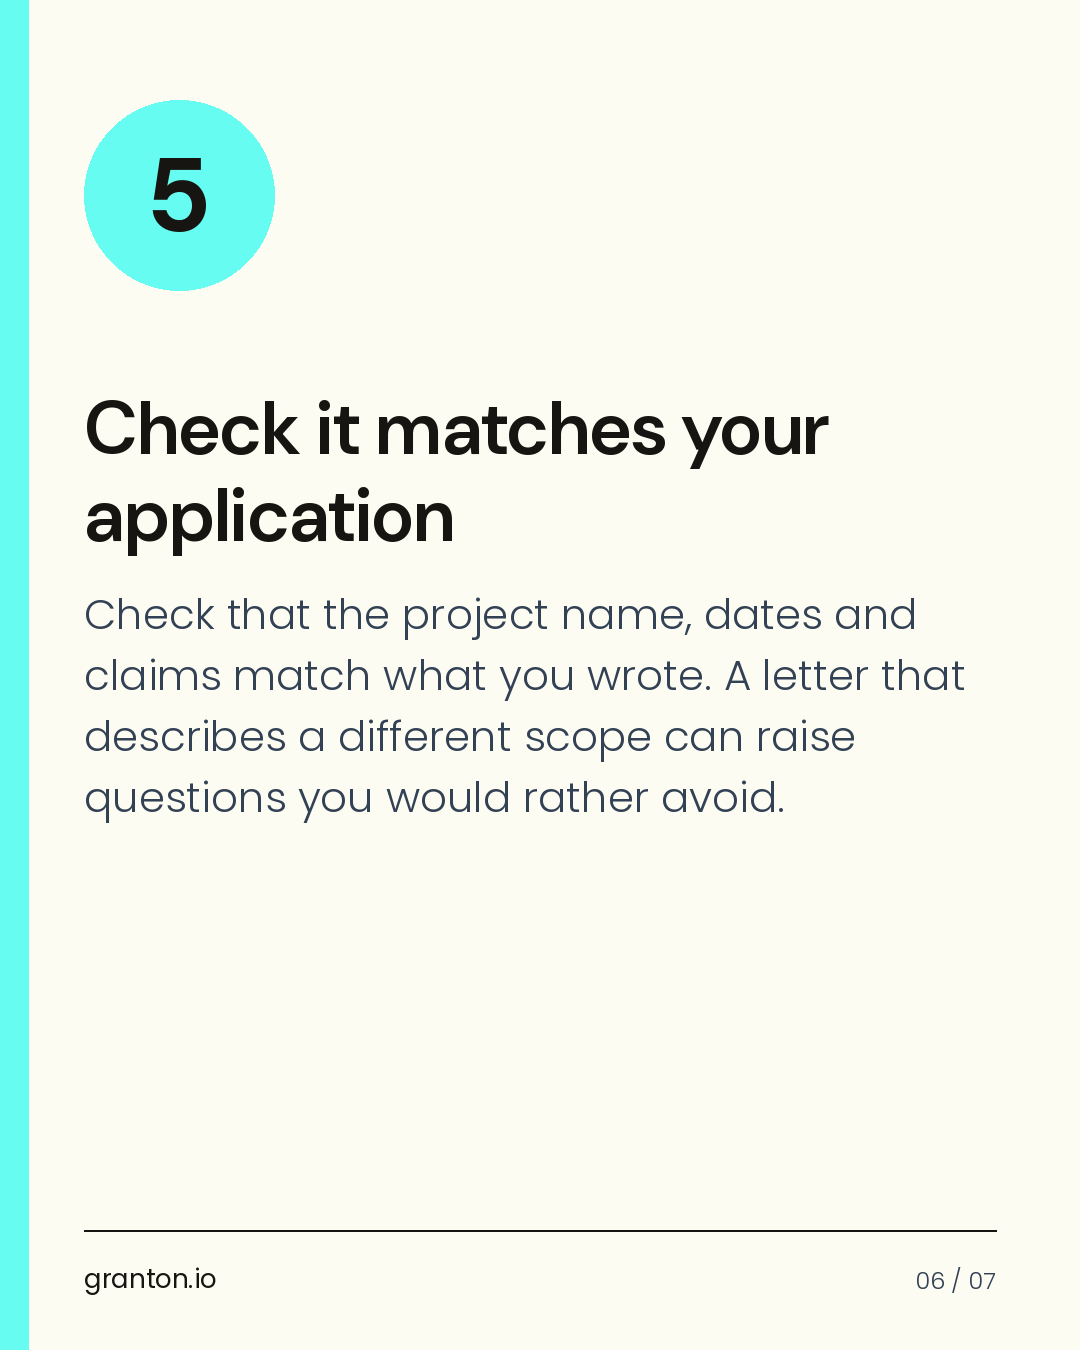 5
Check it matches your
application
Check that the project name, dates and
claims match what you wrote. A letter that
describes a different scope can raise
questions you would rather avoid.
granton.io
06 / 07